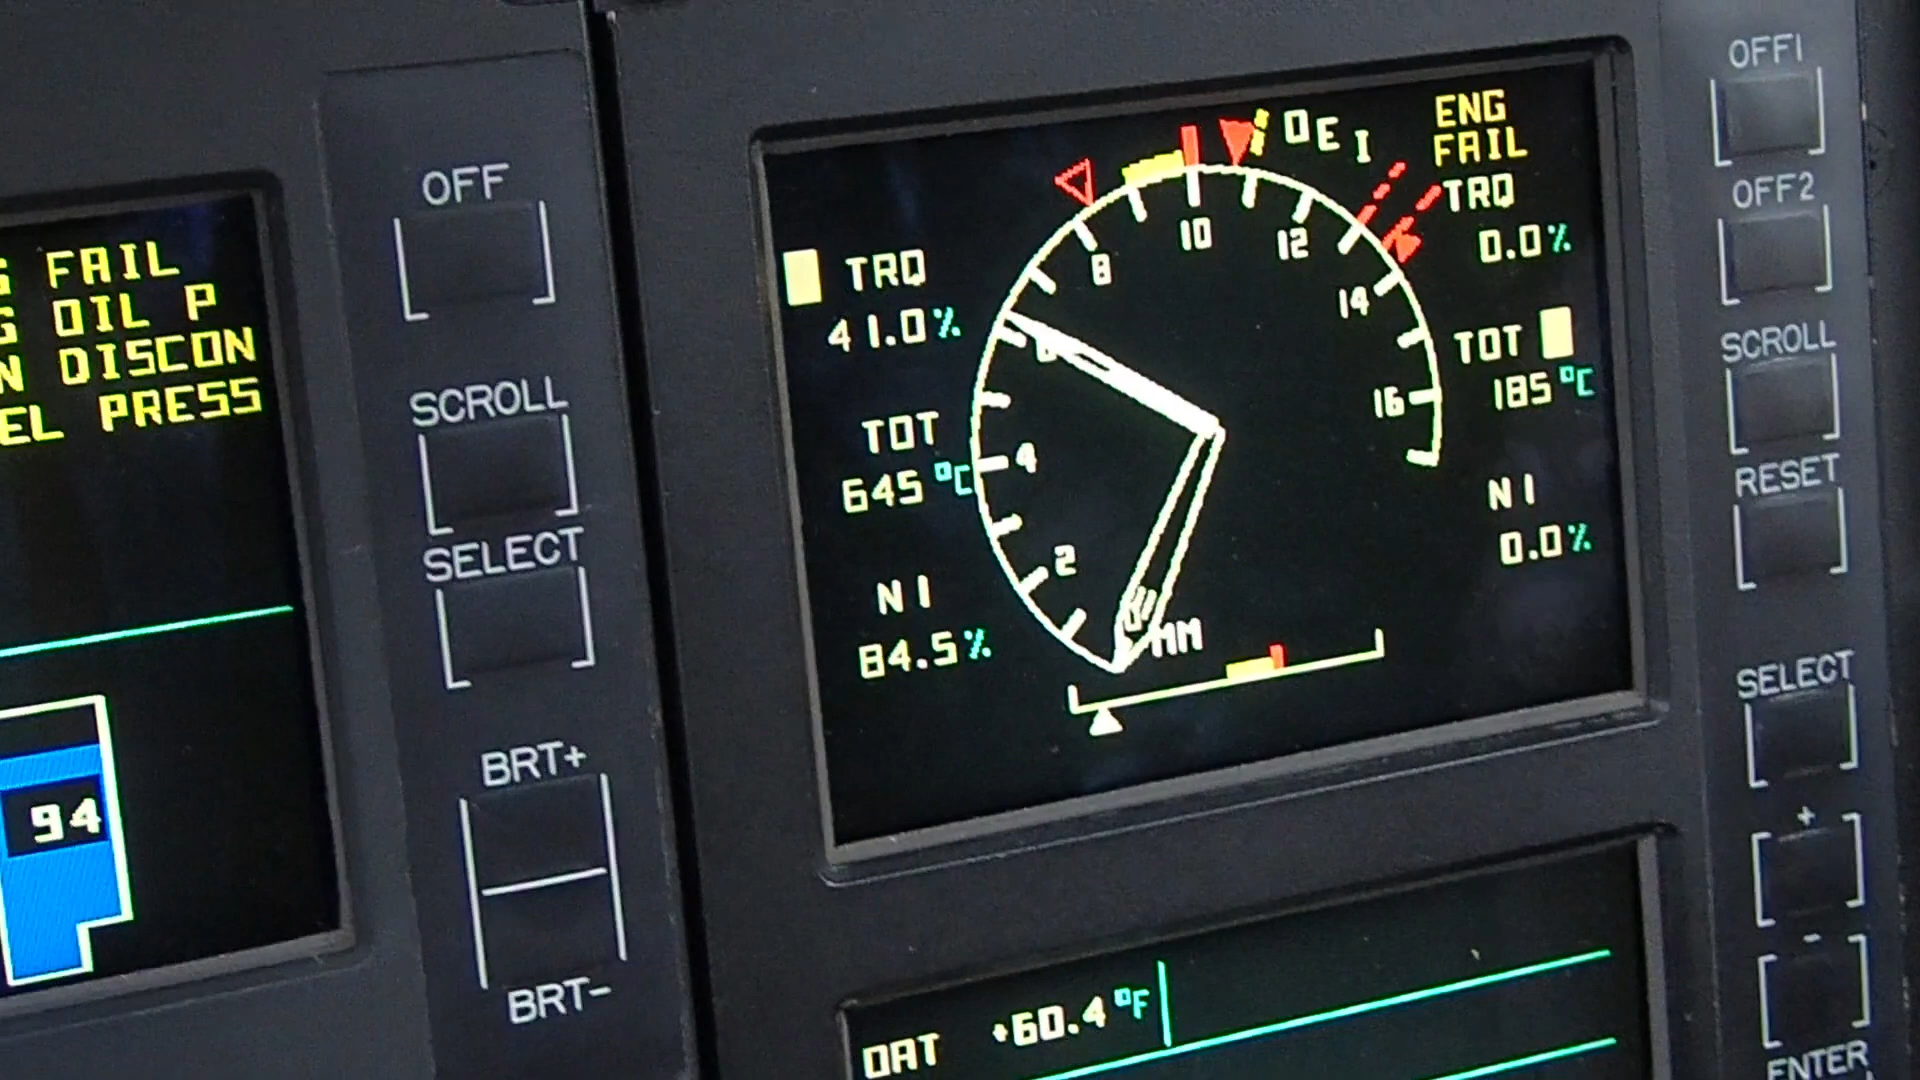 FAIL
OIL P
DISCON
PRESS
94
OFF
SCROLL
SELECT
BRT+
BRT-
TRQ
41.0%
TOT
645 °C
N1
84.5%
2
4
6
8
10
12
14
16
OEI
MM
ENG
FAIL
TRQ
0.0%
TOT
185 °C
N1
0.0%
OAT +60.4 °F
OFF1
OFF2
SCROLL
RESET
SELECT
+
-
ENTER